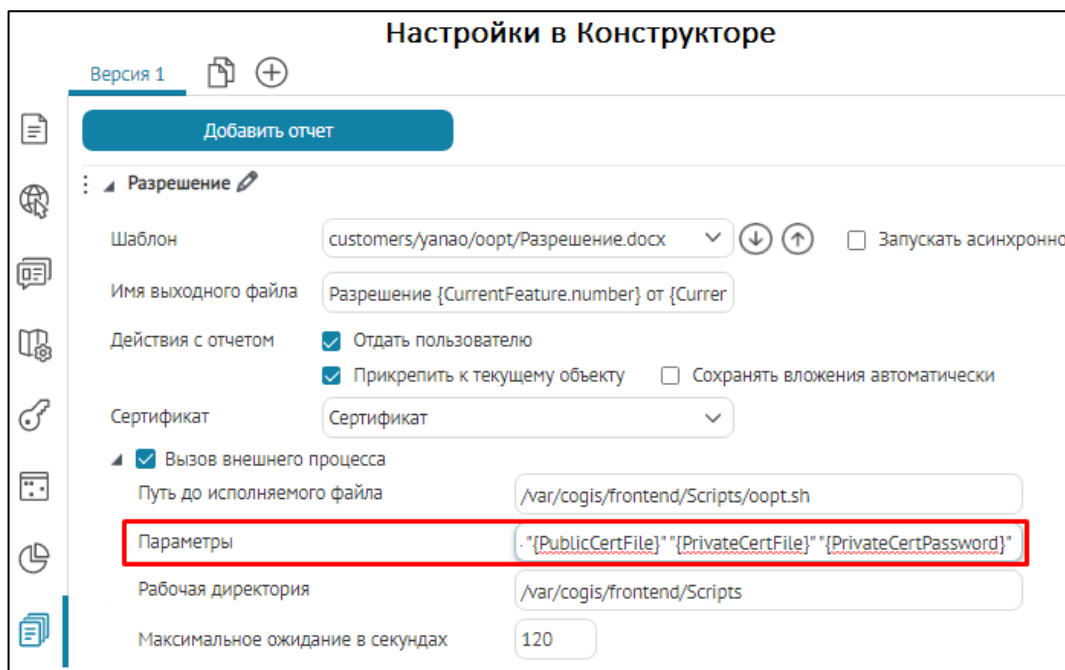 Настройки в Конструкторе
Версия 1
Добавить отчет
Разрешение
Шаблон customers/yanao/oopt/Разрешение.docx Запускать асинхронно
Имя выходного файла Разрешение {CurrentFeature.number} от {Currer
Действия с отчетом Отдать пользователю
Прикрепить к текущему объекту Сохранять вложения автоматически
Сертификат Сертификат
Вызов внешнего процесса
Путь до исполняемого файла /var/cogis/frontend/Scripts/oopt.sh
Параметры "{PublicCertFile}" "{PrivateCertFile}" "{PrivateCertPassword}"
Рабочая директория /var/cogis/frontend/Scripts
Максимальное ожидание в секундах 120